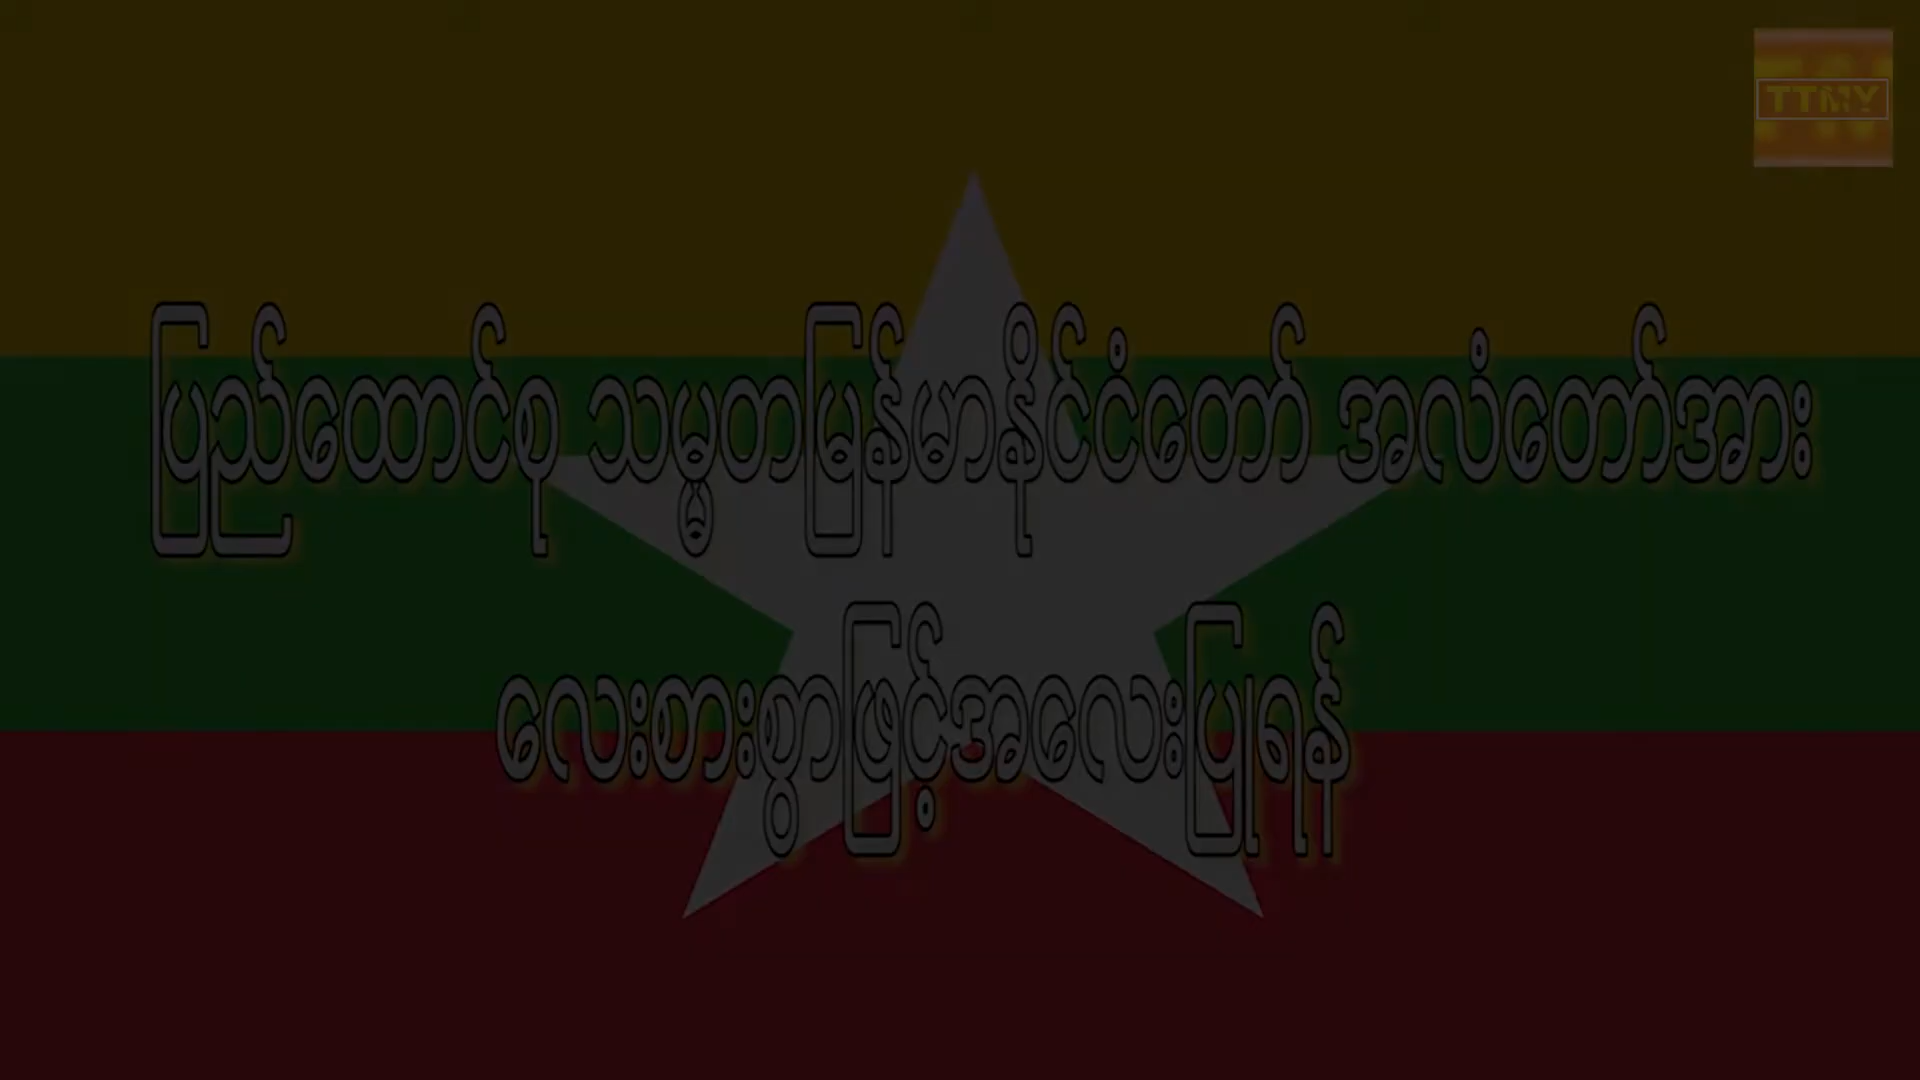 TTMY
ပြည်ထောင်စု သမ္မတမြန်မာနိုင်ငံတော် အလံတော်အား
လေးစားစွာဖြင့်အလေးပြုရန်